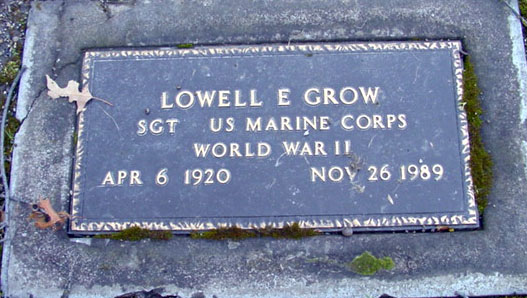 LOWELL E GROW
SGT US MARINE CORPS
WORLD WAR II
APR 6 1920 NOV 26 1989